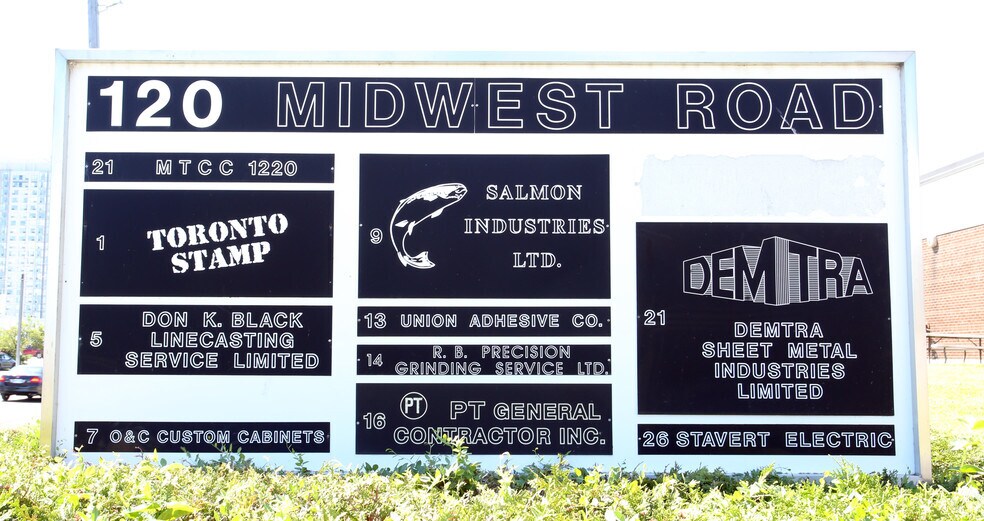 120 MIDWEST ROAD
21 MTCC 1220
1 TORONTO
STAMP
5 DON K. BLACK
LINECASTING
SERVICE LIMITED
7 O&C CUSTOM CABINETS
9 SALMON
INDUSTRIES
LTD.
13 UNION ADHESIVE CO.
14 R. B. PRECISION
GRINDING SERVICE LTD.
16 PT PT GENERAL
CONTRACTOR INC.
DEMTRA
21 DEMTRA
SHEET METAL
INDUSTRIES
LIMITED
26 STAVERT ELECTRIC